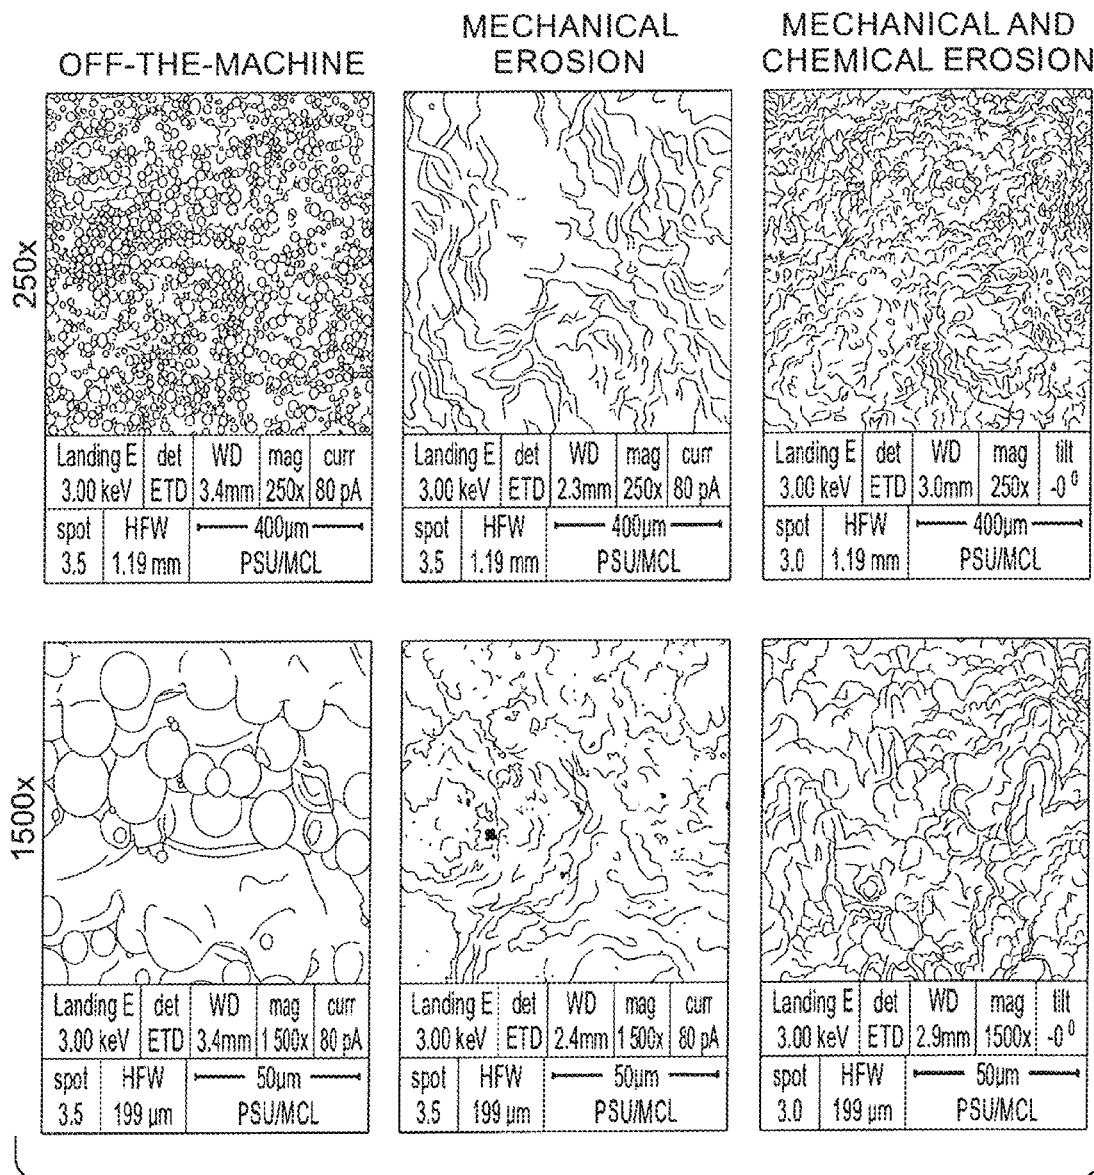 OFF-THE-MACHINE
MECHANICAL
EROSION
MECHANICAL AND
CHEMICAL EROSION
250x
Landing E det WD mag curr
3.00 keV ETD 3.4mm 250x 80 pA
spot HFW 400µm
3.5 1.19 mm PSU/MCL
Landing E det WD mag curr
3.00 keV ETD 2.3mm 250x 80 pA
spot HFW 400µm
3.5 1.19 mm PSU/MCL
Landing E det WD mag tilt
3.00 keV ETD 3.0mm 250x -0 º
spot HFW 400µm
3.0 1.19 mm PSU/MCL
1500x
Landing E det WD mag curr
3.00 keV ETD 3.4mm 1 500x 80 pA
spot HFW 50µm
3.5 199 µm PSU/MCL
Landing E det WD mag curr
3.00 keV ETD 2.4mm 1 500x 80 pA
spot HFW 50µm
3.5 199 µm PSU/MCL
Landing E det WD mag tilt
3.00 keV ETD 2.9mm 1500x -0 º
spot HFW 50µm
3.0 199 µm PSU/MCL